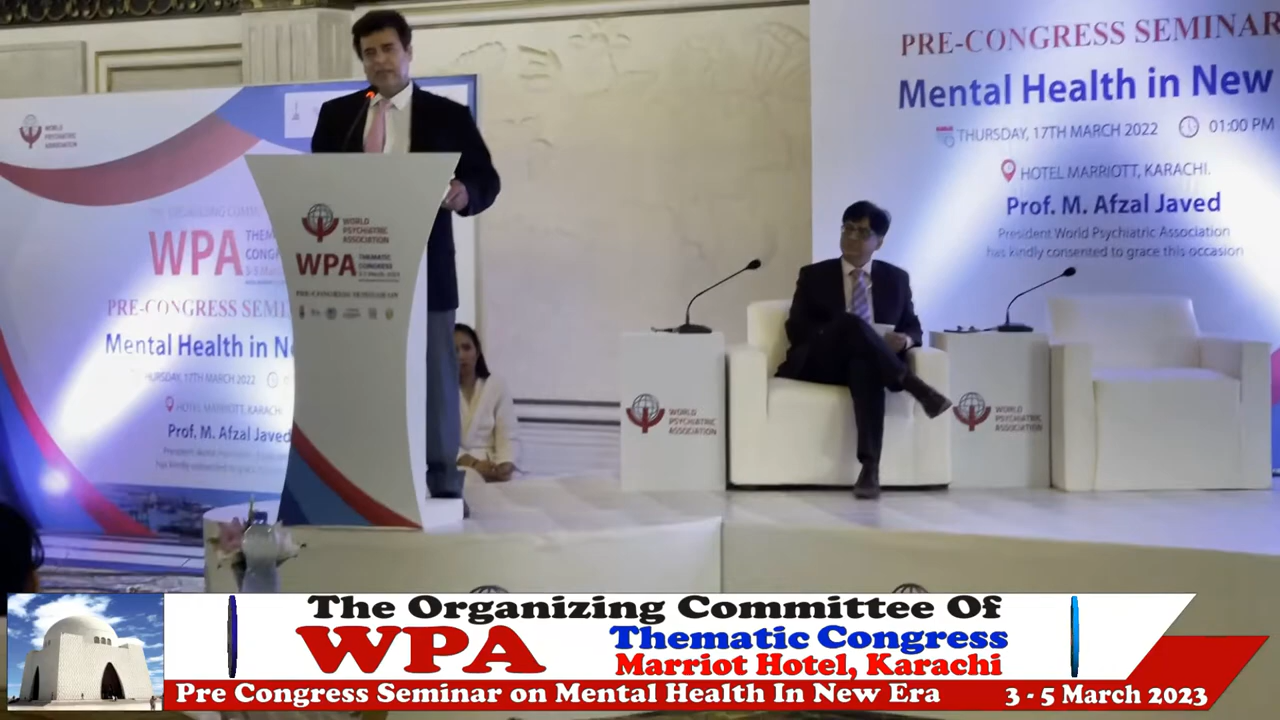 PRE-CONGRESS SEMINAR
Mental Health in New
THURSDAY, 17TH MARCH 2022 01:00 PM
HOTEL MARRIOTT, KARACHI.
Prof. M. Afzal Javed
President World Psychiatric Association
has kindly consented to grace this occasion
WORLD
PSYCHIATRIC
ASSOCIATION
WPA
PRE-CONGRESS SEMI
Mental Health in N
THURSDAY, 17TH MARCH 2022
HOTEL MARRIOTT, KARACHI
Prof. M. Afzal Javed
WORLD
PSYCHIATRIC
ASSOCIATION
WPA THEMATIC
CONGRESS
WORLD
PSYCHIATRIC
ASSOCIATION
WORLD
PSYCHIATRIC
ASSOCIATION
The Organizing Committee Of
WPA Thematic Congress
Marriot Hotel, Karachi
Pre Congress Seminar on Mental Health In New Era 3 - 5 March 2023